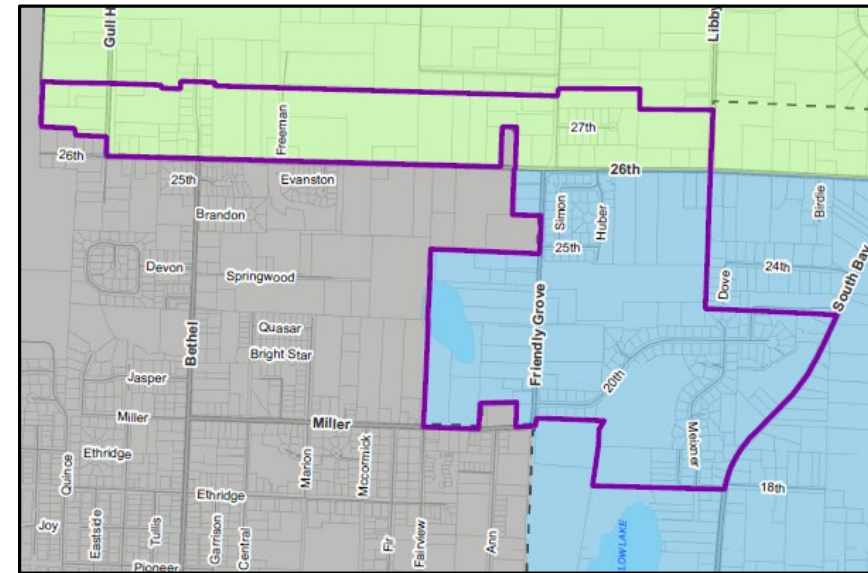 Gull H
Libby
Freeman
27th
26th
26th
25th
Evanston
Birdie
Simon
Huber
Brandon
25th
South Bay
Devon
24th
Springwood
Dove
Quasar
Friendly Grove
Bethel
Bright Star
Jasper
20th
Miller
Miller
Meixner
Ethridge
Quince
Marion
Mccormick
18th
Ethridge
Joy
Eastside
Tullis
Garrison
Central
Fir
Fairview
Ann
LOW LAKE
Pioneer